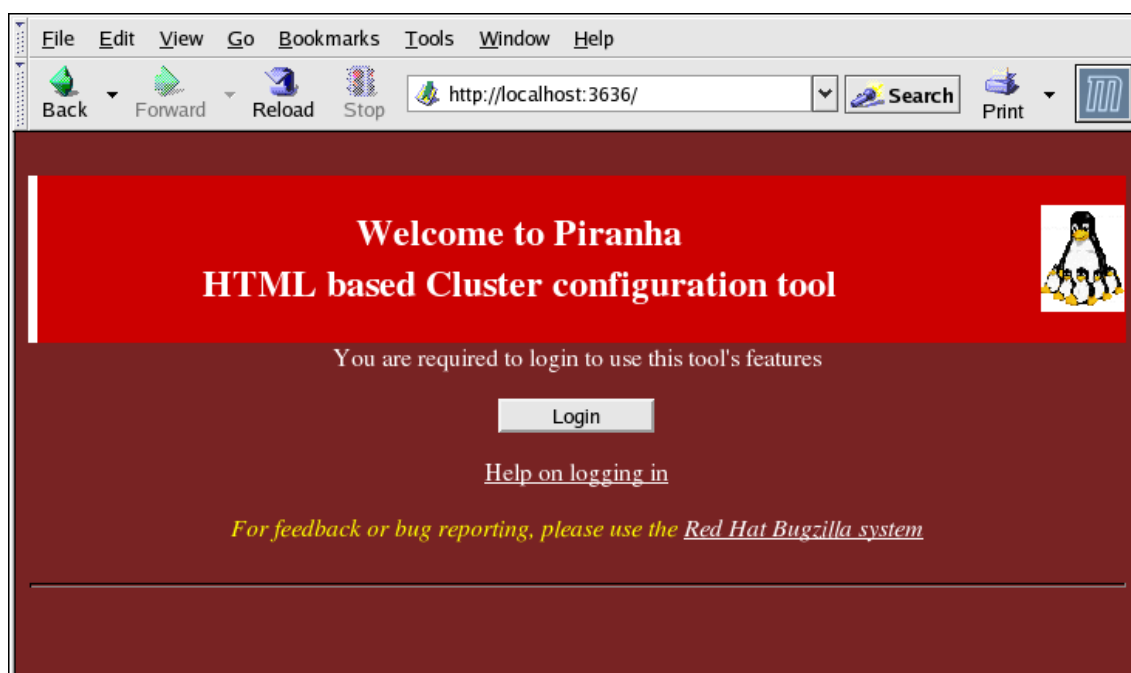 File Edit View Go Bookmarks Tools Window Help
Back Forward Reload Stop http://localhost:3636/ Search Print
Welcome to Piranha
HTML based Cluster configuration tool
You are required to login to use this tool's features
Login
Help on logging in
For feedback or bug reporting, please use the Red Hat Bugzilla system